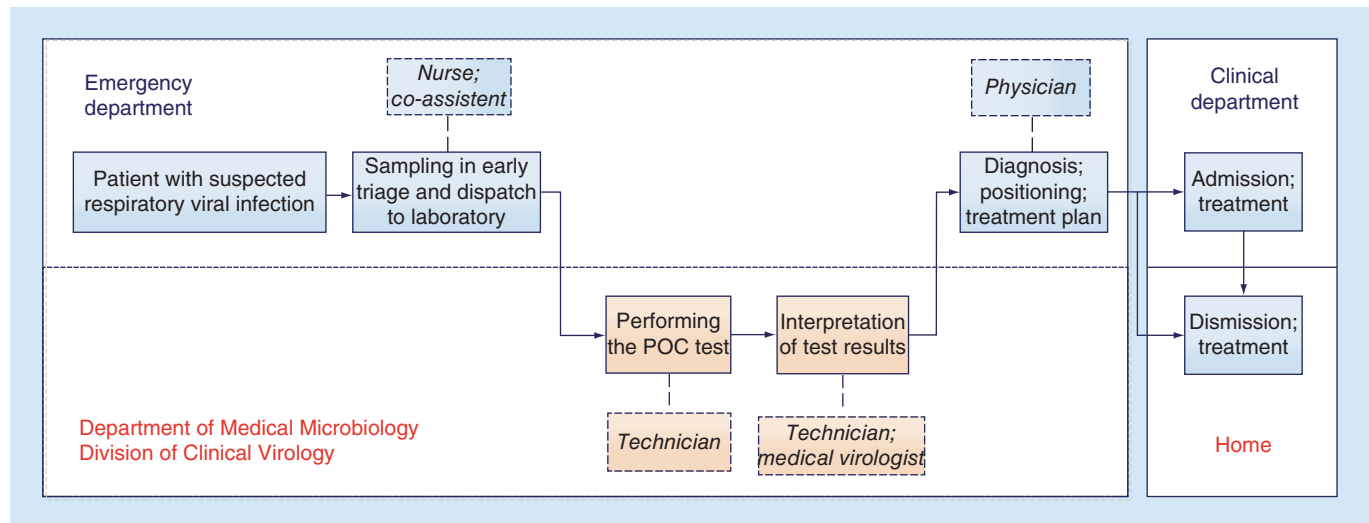 Emergency
department
Nurse;
co-assistent
Physician
Clinical
department
Patient with suspected
respiratory viral infection
Sampling in early
triage and dispatch
to laboratory
Diagnosis;
positioning;
treatment plan
Admission;
treatment
Performing
the POC test
Interpretation
of test results
Dismission;
treatment
Department of Medical Microbiology
Division of Clinical Virology
Technician
Technician;
medical virologist
Home